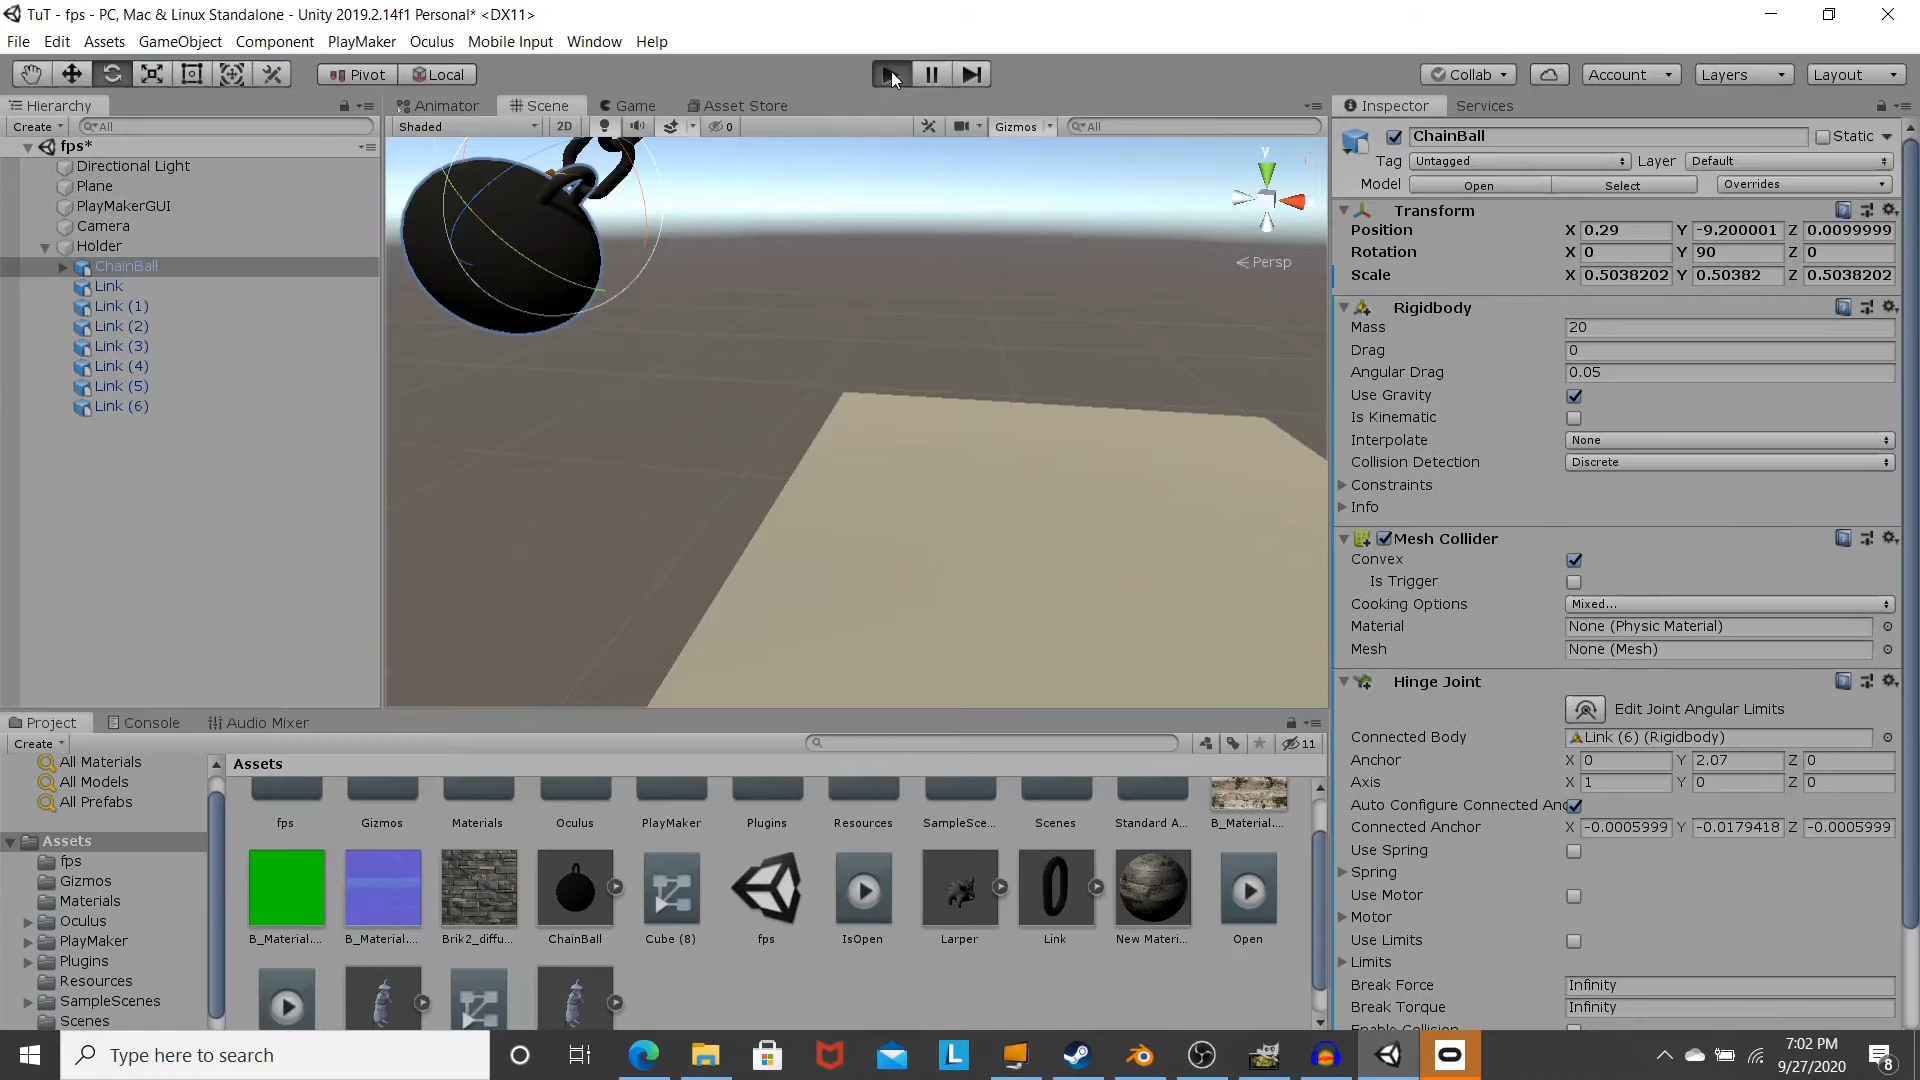 TuT - fps - PC, Mac & Linux Standalone - Unity 2019.2.14f1 Personal* <DX11>
File Edit Assets GameObject Component PlayMaker Oculus Mobile Input Window Help
Pivot Local Collab Account Layers Layout
Hierarchy Animator Scene Game Asset Store Inspector Services
Create All Shaded 2D 0 Gizmos All
fps*
Directional Light
Plane
PlayMakerGUI
Camera
Holder
ChainBall
Link
Link (1)
Link (2)
Link (3)
Link (4)
Link (5)
Link (6)
y
Persp
ChainBall Static
Tag Untagged Layer Default
Model Open Select Overrides
Transform
Position X 0.29 Y -9.200001 Z 0.0099999
Rotation X 0 Y 90 Z 0
Scale X 0.5038202 Y 0.50382 Z 0.5038202
Rigidbody
Mass 20
Drag 0
Angular Drag 0.05
Use Gravity
Is Kinematic
Interpolate None
Collision Detection Discrete
Constraints
Info
Mesh Collider
Convex
Is Trigger
Cooking Options Mixed...
Material None (Physic Material)
Mesh None (Mesh)
Hinge Joint
Edit Joint Angular Limits
Connected Body Link (6) (Rigidbody)
Anchor X 0 Y 2.07 Z 0
Axis X 1 Y 0 Z 0
Auto Configure Connected Anc
Connected Anchor X -0.0005999 Y -0.0179418 Z -0.0005999
Use Spring
Spring
Use Motor
Motor
Use Limits
Limits
Break Force Infinity
Break Torque Infinity
Enable Collision
Project Console Audio Mixer
Create 11
All Materials
All Models
All Prefabs
Assets
fps
Gizmos
Materials
Oculus
PlayMaker
Plugins
Resources
SampleScenes
Scenes
Assets
fps Gizmos Materials Oculus PlayMaker Plugins Resources SampleSce... Scenes Standard A... B_Material....
B_Material.... B_Material.... Brik2_diffu... ChainBall Cube (8) fps IsOpen Larper Link New Materi... Open
Type here to search
L
7:02 PM
9/27/2020
8